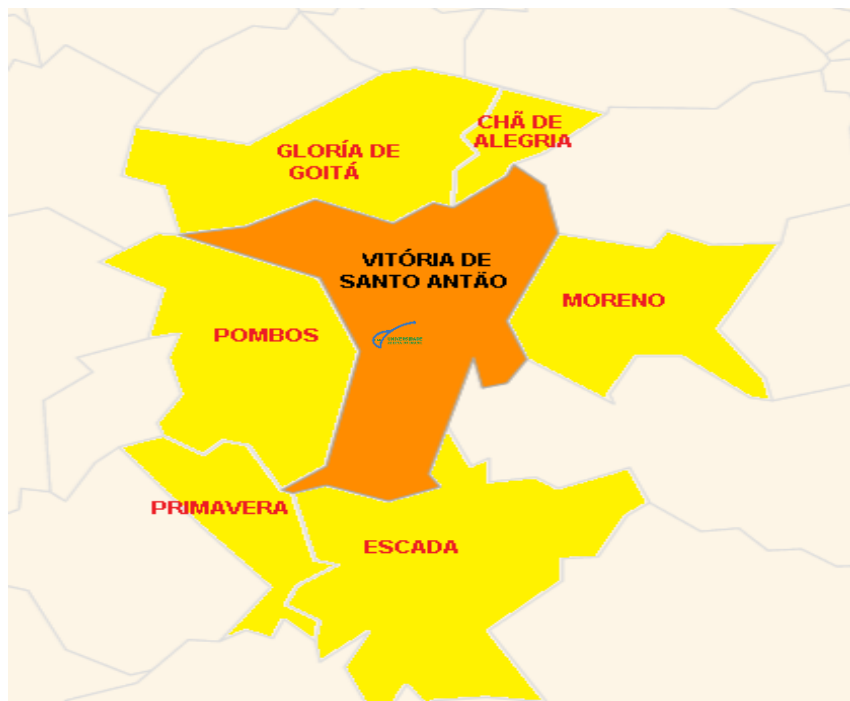 CHÃ DE
ALEGRIA
GLORÍA DE
GOITÁ
VITÓRIA DE
SANTO ANTÃO
MORENO
POMBOS
PRIMAVERA
ESCADA